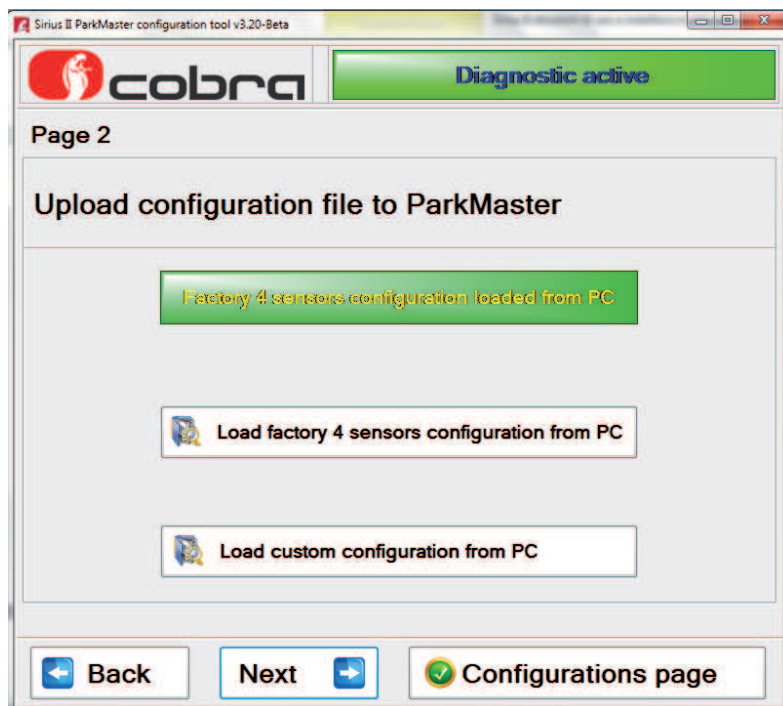 Sirius II ParkMaster configuration tool v3.20-Beta
cobra
Diagnostic active
Page 2
Upload configuration file to ParkMaster
Factory 4 sensors configuration loaded from PC
Load factory 4 sensors configuration from PC
Load custom configuration from PC
Back
Next
Configurations page